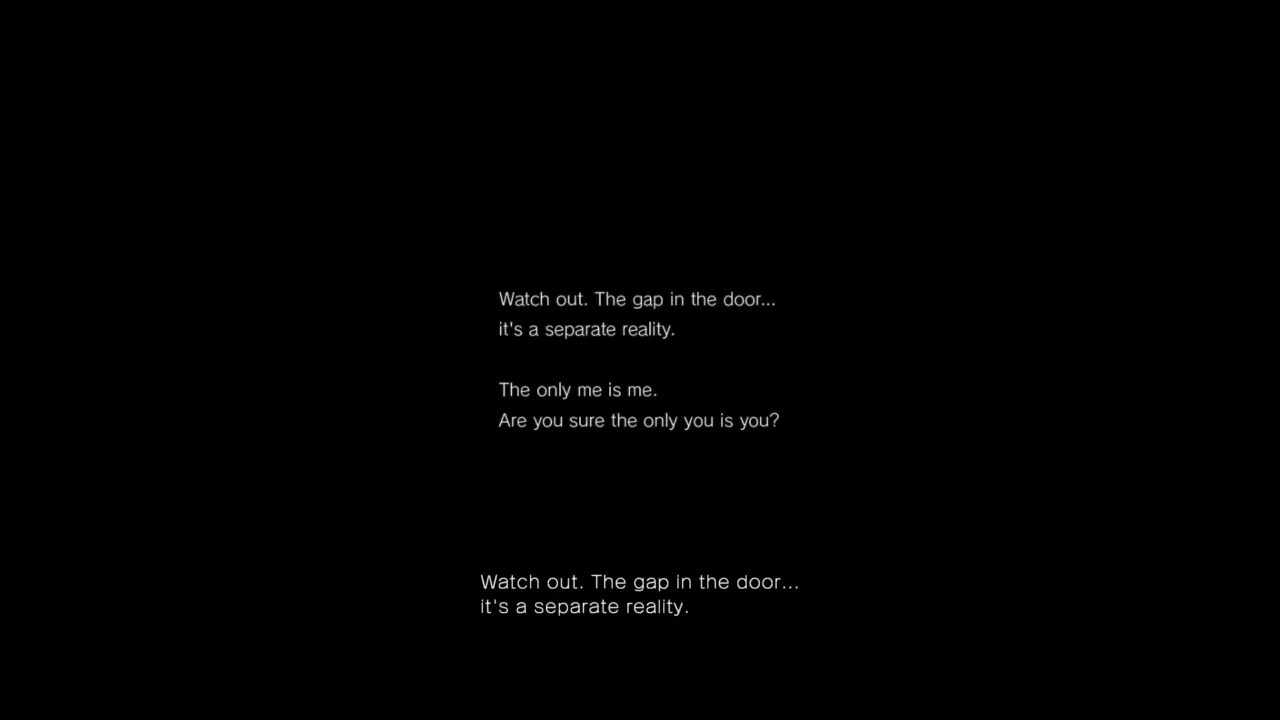 Watch out. The gap in the door...
it's a separate reality.
The only me is me.
Are you sure the only you is you?
Watch out. The gap in the door...
it's a separate reality.